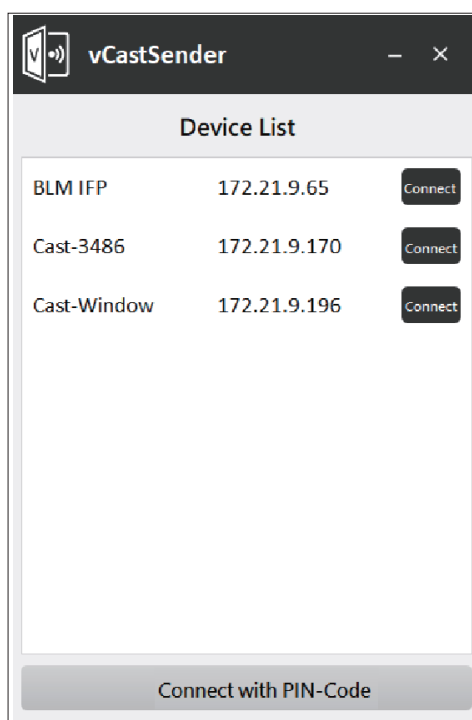 vCastSender
Device List
BLM IFP 172.21.9.65 Connect
Cast-3486 172.21.9.170 Connect
Cast-Window 172.21.9.196 Connect
Connect with PIN-Code